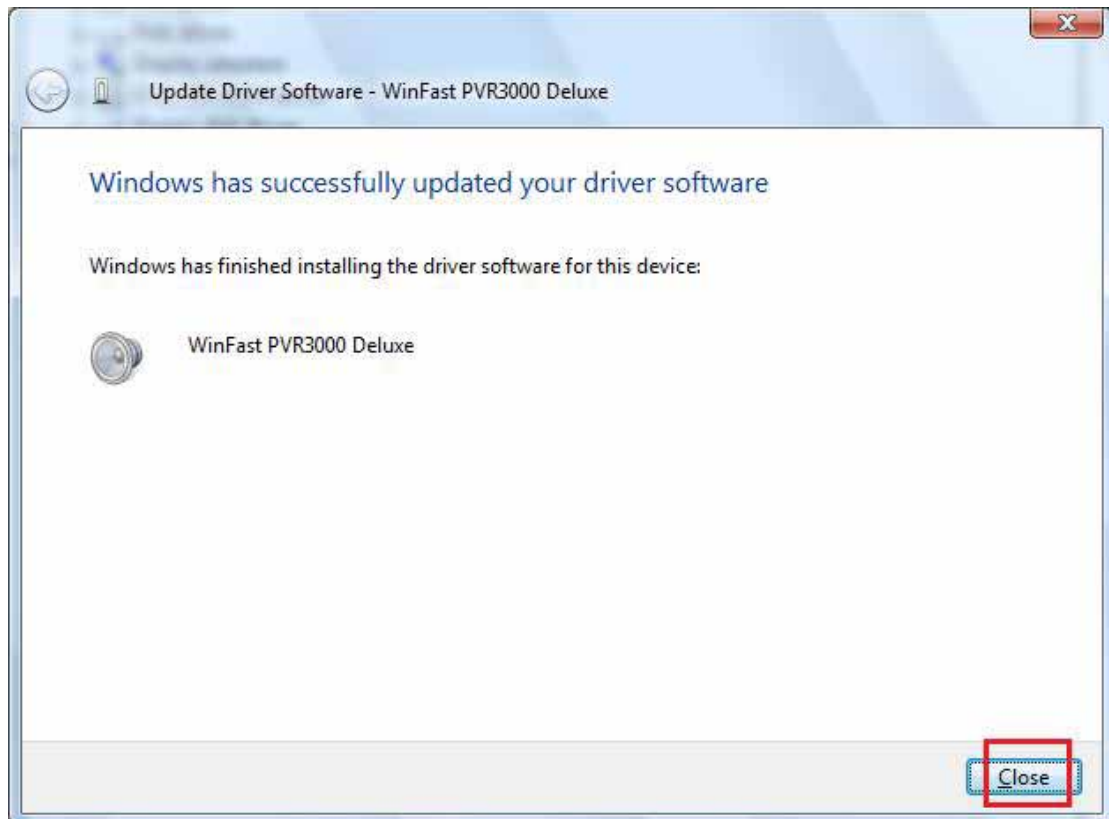 Update Driver Software - WinFast PVR3000 Deluxe
Windows has successfully updated your driver software
Windows has finished installing the driver software for this device:
WinFast PVR3000 Deluxe
Close